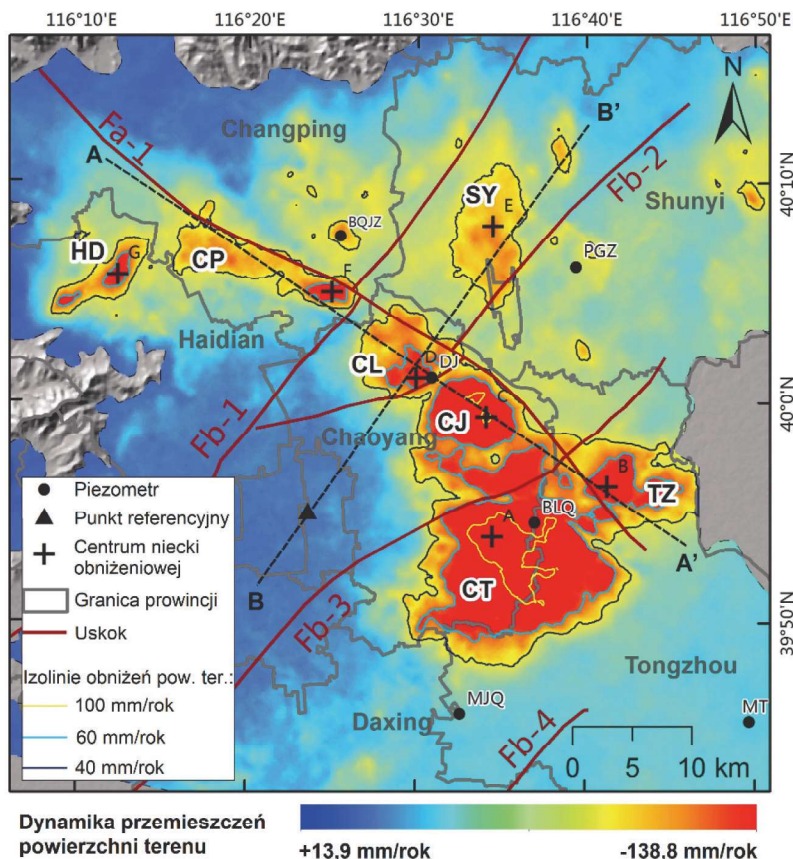 116°10'E
116°20'E
116°30'E
116°40'E
116°50'E
N
B'
Changping
Fa-1
A
Fb-2
40°10'N
SY
E
Shunyi
BQJZ
PGZ
HD
G
CP
F
Haidian
CL
D
DJ
40°0'N
Fb-1
CJ
C
Chaoyang
B
TZ
BLQ
A
A'
CT
B
Fb-3
39°50'N
Tongzhou
MJQ
MT
Daxing
Fb-4
0 5 10 km
Piezometr
Punkt referencyjny
Centrum niecki
obniżeniowej
Granica prowincji
Uskok
Izolinie obniżeń pow. ter.:
100 mm/rok
60 mm/rok
40 mm/rok
Dynamika przemieszczeń
powierzchni terenu
+13.9 mm/rok
-138.8 mm/rok